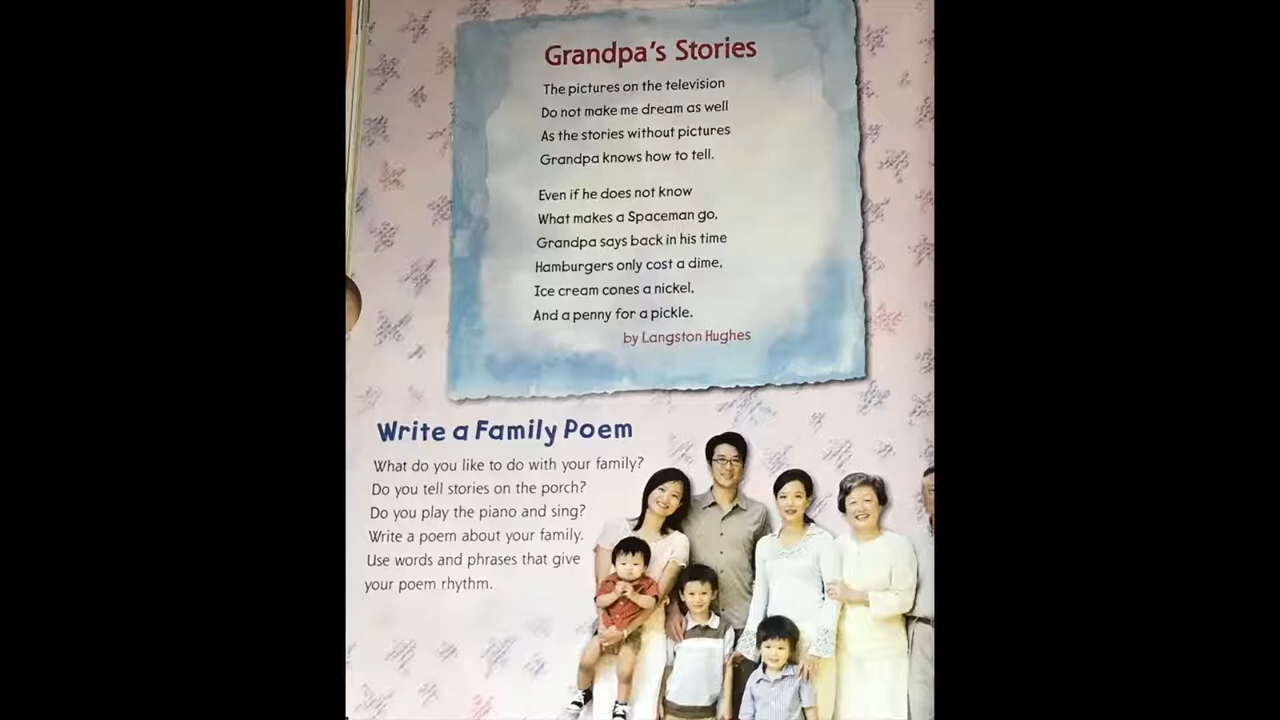 Grandpa's Stories
The pictures on the television
Do not make me dream as well
As the stories without pictures
Grandpa knows how to tell.
Even if he does not know
What makes a Spaceman go,
Grandpa says back in his time
Hamburgers only cost a dime,
Ice cream cones a nickel,
And a penny for a pickle.
by Langston Hughes
Write a Family Poem
What do you like to do with your family?
Do you tell stories on the porch?
Do you play the piano and sing?
Write a poem about your family.
Use words and phrases that give
your poem rhythm.